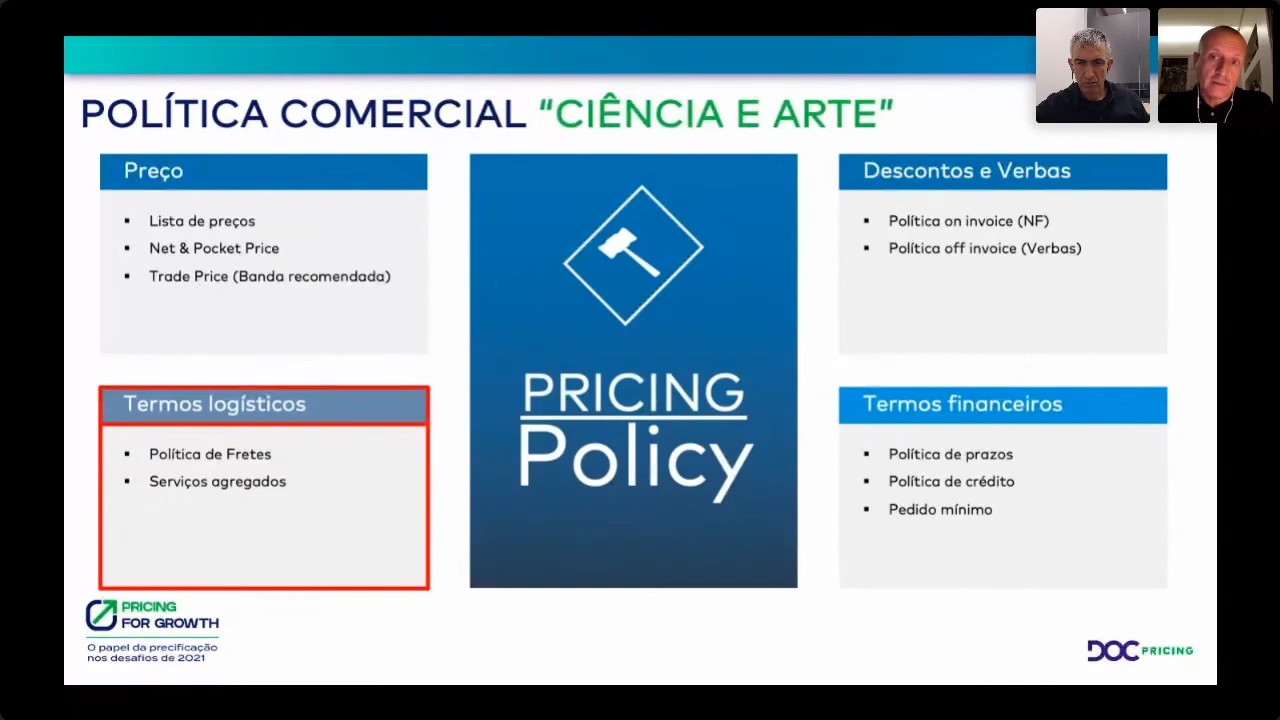 POLÍTICA COMERCIAL “CIÊNCIA E ARTE”
Preço
▪ Lista de preços
▪ Net & Pocket Price
▪ Trade Price (Banda recomendada)
Termos logísticos
▪ Política de Fretes
▪ Serviços agregados
PRICING
Policy
Descontos e Verbas
▪ Política on invoice (NF)
▪ Política off invoice (Verbas)
Termos financeiros
▪ Política de prazos
▪ Política de crédito
▪ Pedido mínimo
PRICING
FOR GROWTH
O papel da precificação
nos desafios de 2021
DOC PRICING